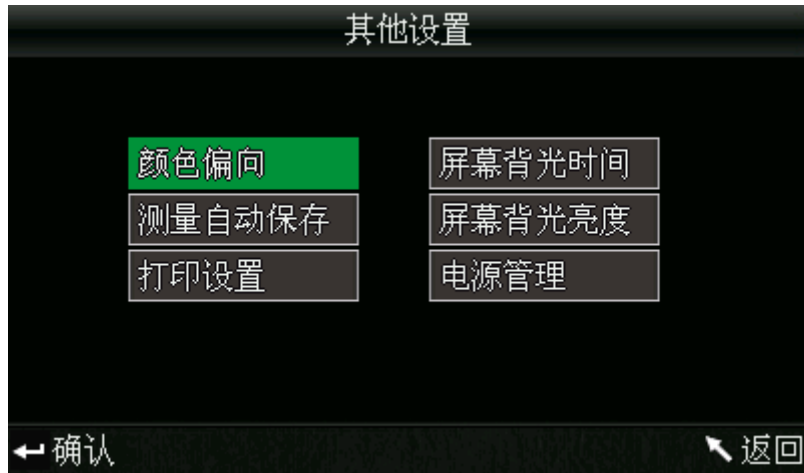 其他设置
颜色偏向
屏幕背光时间
测量自动保存
屏幕背光亮度
打印设置
电源管理
确认
返回